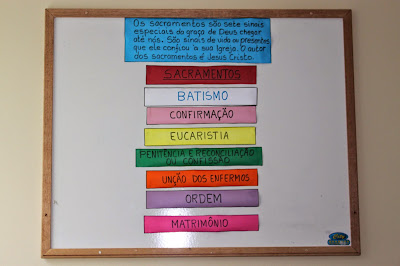 Os sacramentos são sete sinais
especiais da graça de Deus chegar
até nós. São sinais de vida ou presentes
que ele confiou a sua Igreja. O autor
dos sacramentos é Jesus Cristo.
SACRAMENTOS
BATISMO
CONFIRMAÇÃO
EUCARISTIA
PENITÊNCIA E RECONCILIAÇÃO
OU CONFISSÃO
UNÇÃO DOS ENFERMOS
ORDEM
MATRIMÔNIO